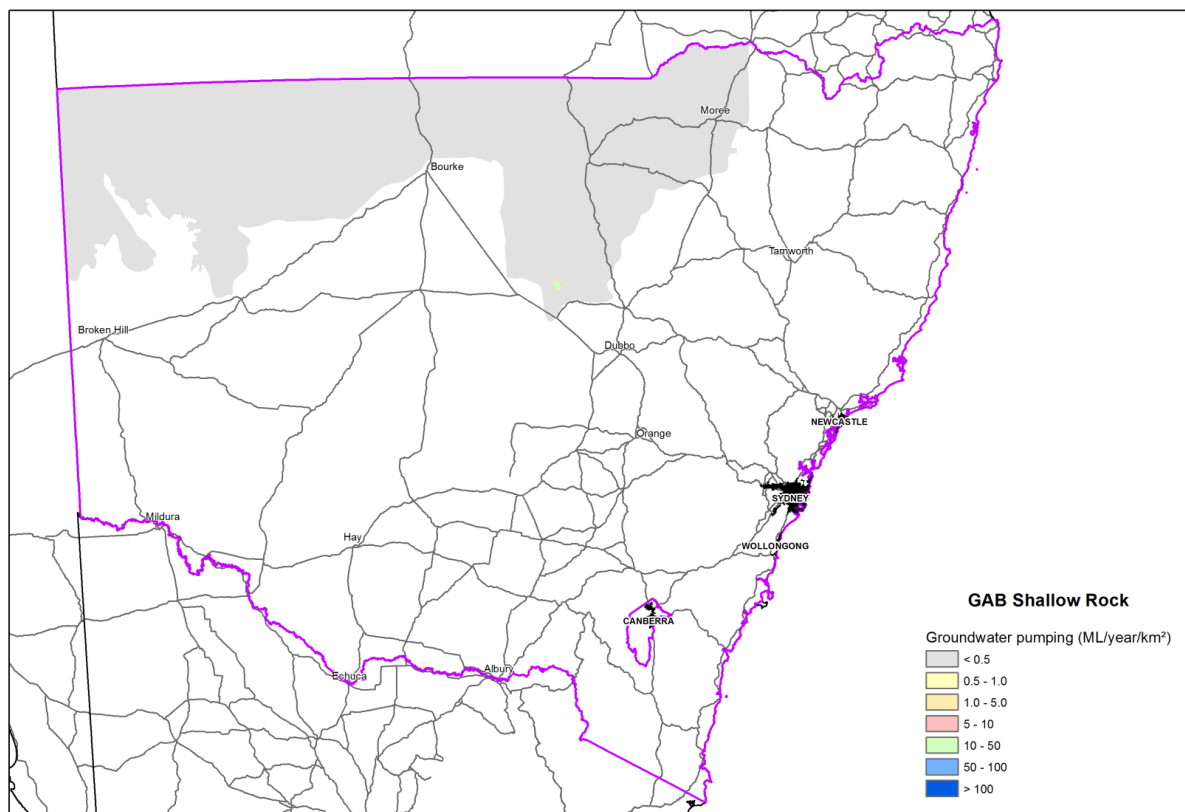 Moree
Bourke
Tamworth
Broken Hill
Dubbo
NEWCASTLE
Orange
SYDNEY
Mildura
Hay
WOLLONGONG
CANBERRA
Echuca
Albury
GAB Shallow Rock
Groundwater pumping (ML/year/km²)
< 0.5
0.5 - 1.0
1.0 - 5.0
5 - 10
10 - 50
50 - 100
> 100